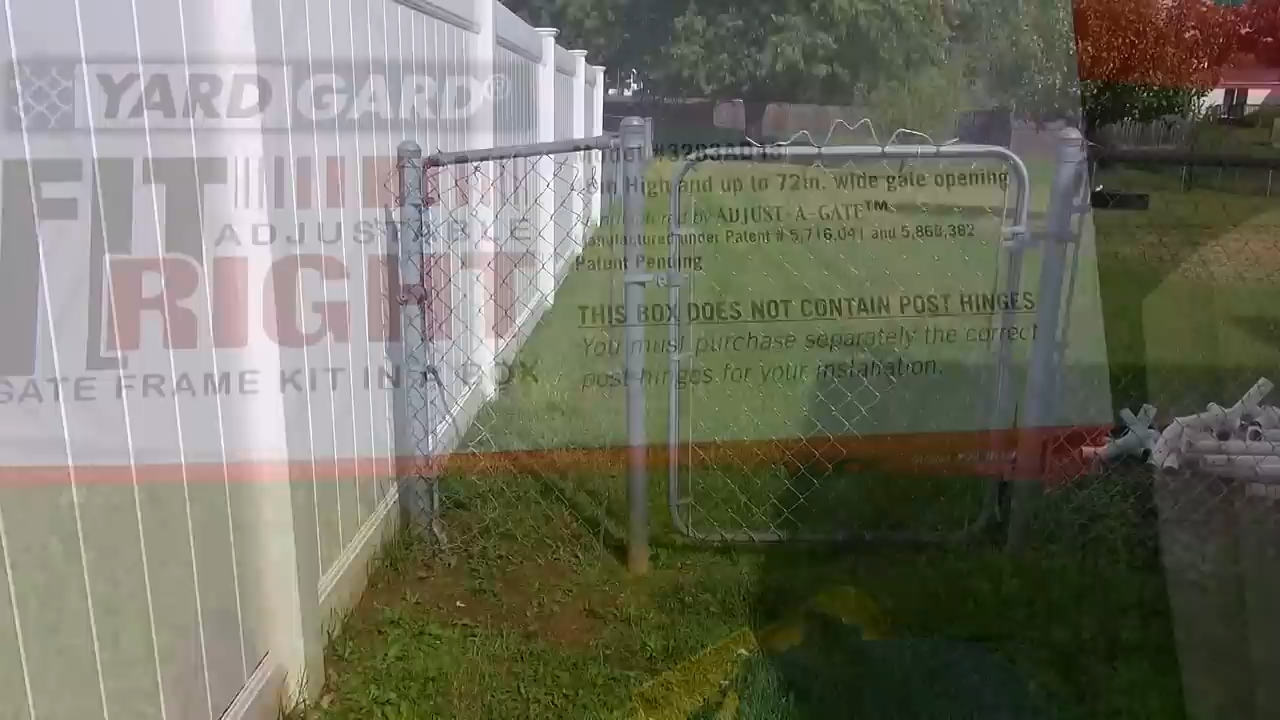 YARD GARD®
FIT
ADJUSTABLE
RIGHT
GATE FRAME KIT IN A BOX
Model #
in High and up to 72in. wide gate opening
by ADJUST-A-GATE™
Manufactured under Patent # 5,716,041 and 5,868,382
Patent Pending
THIS BOX DOES NOT CONTAIN POST HINGES
You must purchase separately the correct
post hinges for your installation.